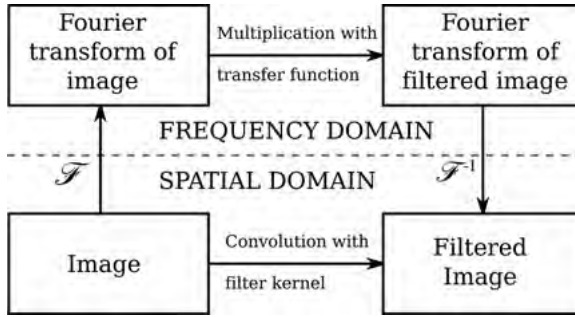 Fourier
transform of
image
Multiplication with
transfer function
Fourier
transform of
filtered image
FREQUENCY DOMAIN
ℱ
ℱ-1
SPATIAL DOMAIN
Image
Convolution with
filter kernel
Filtered
Image